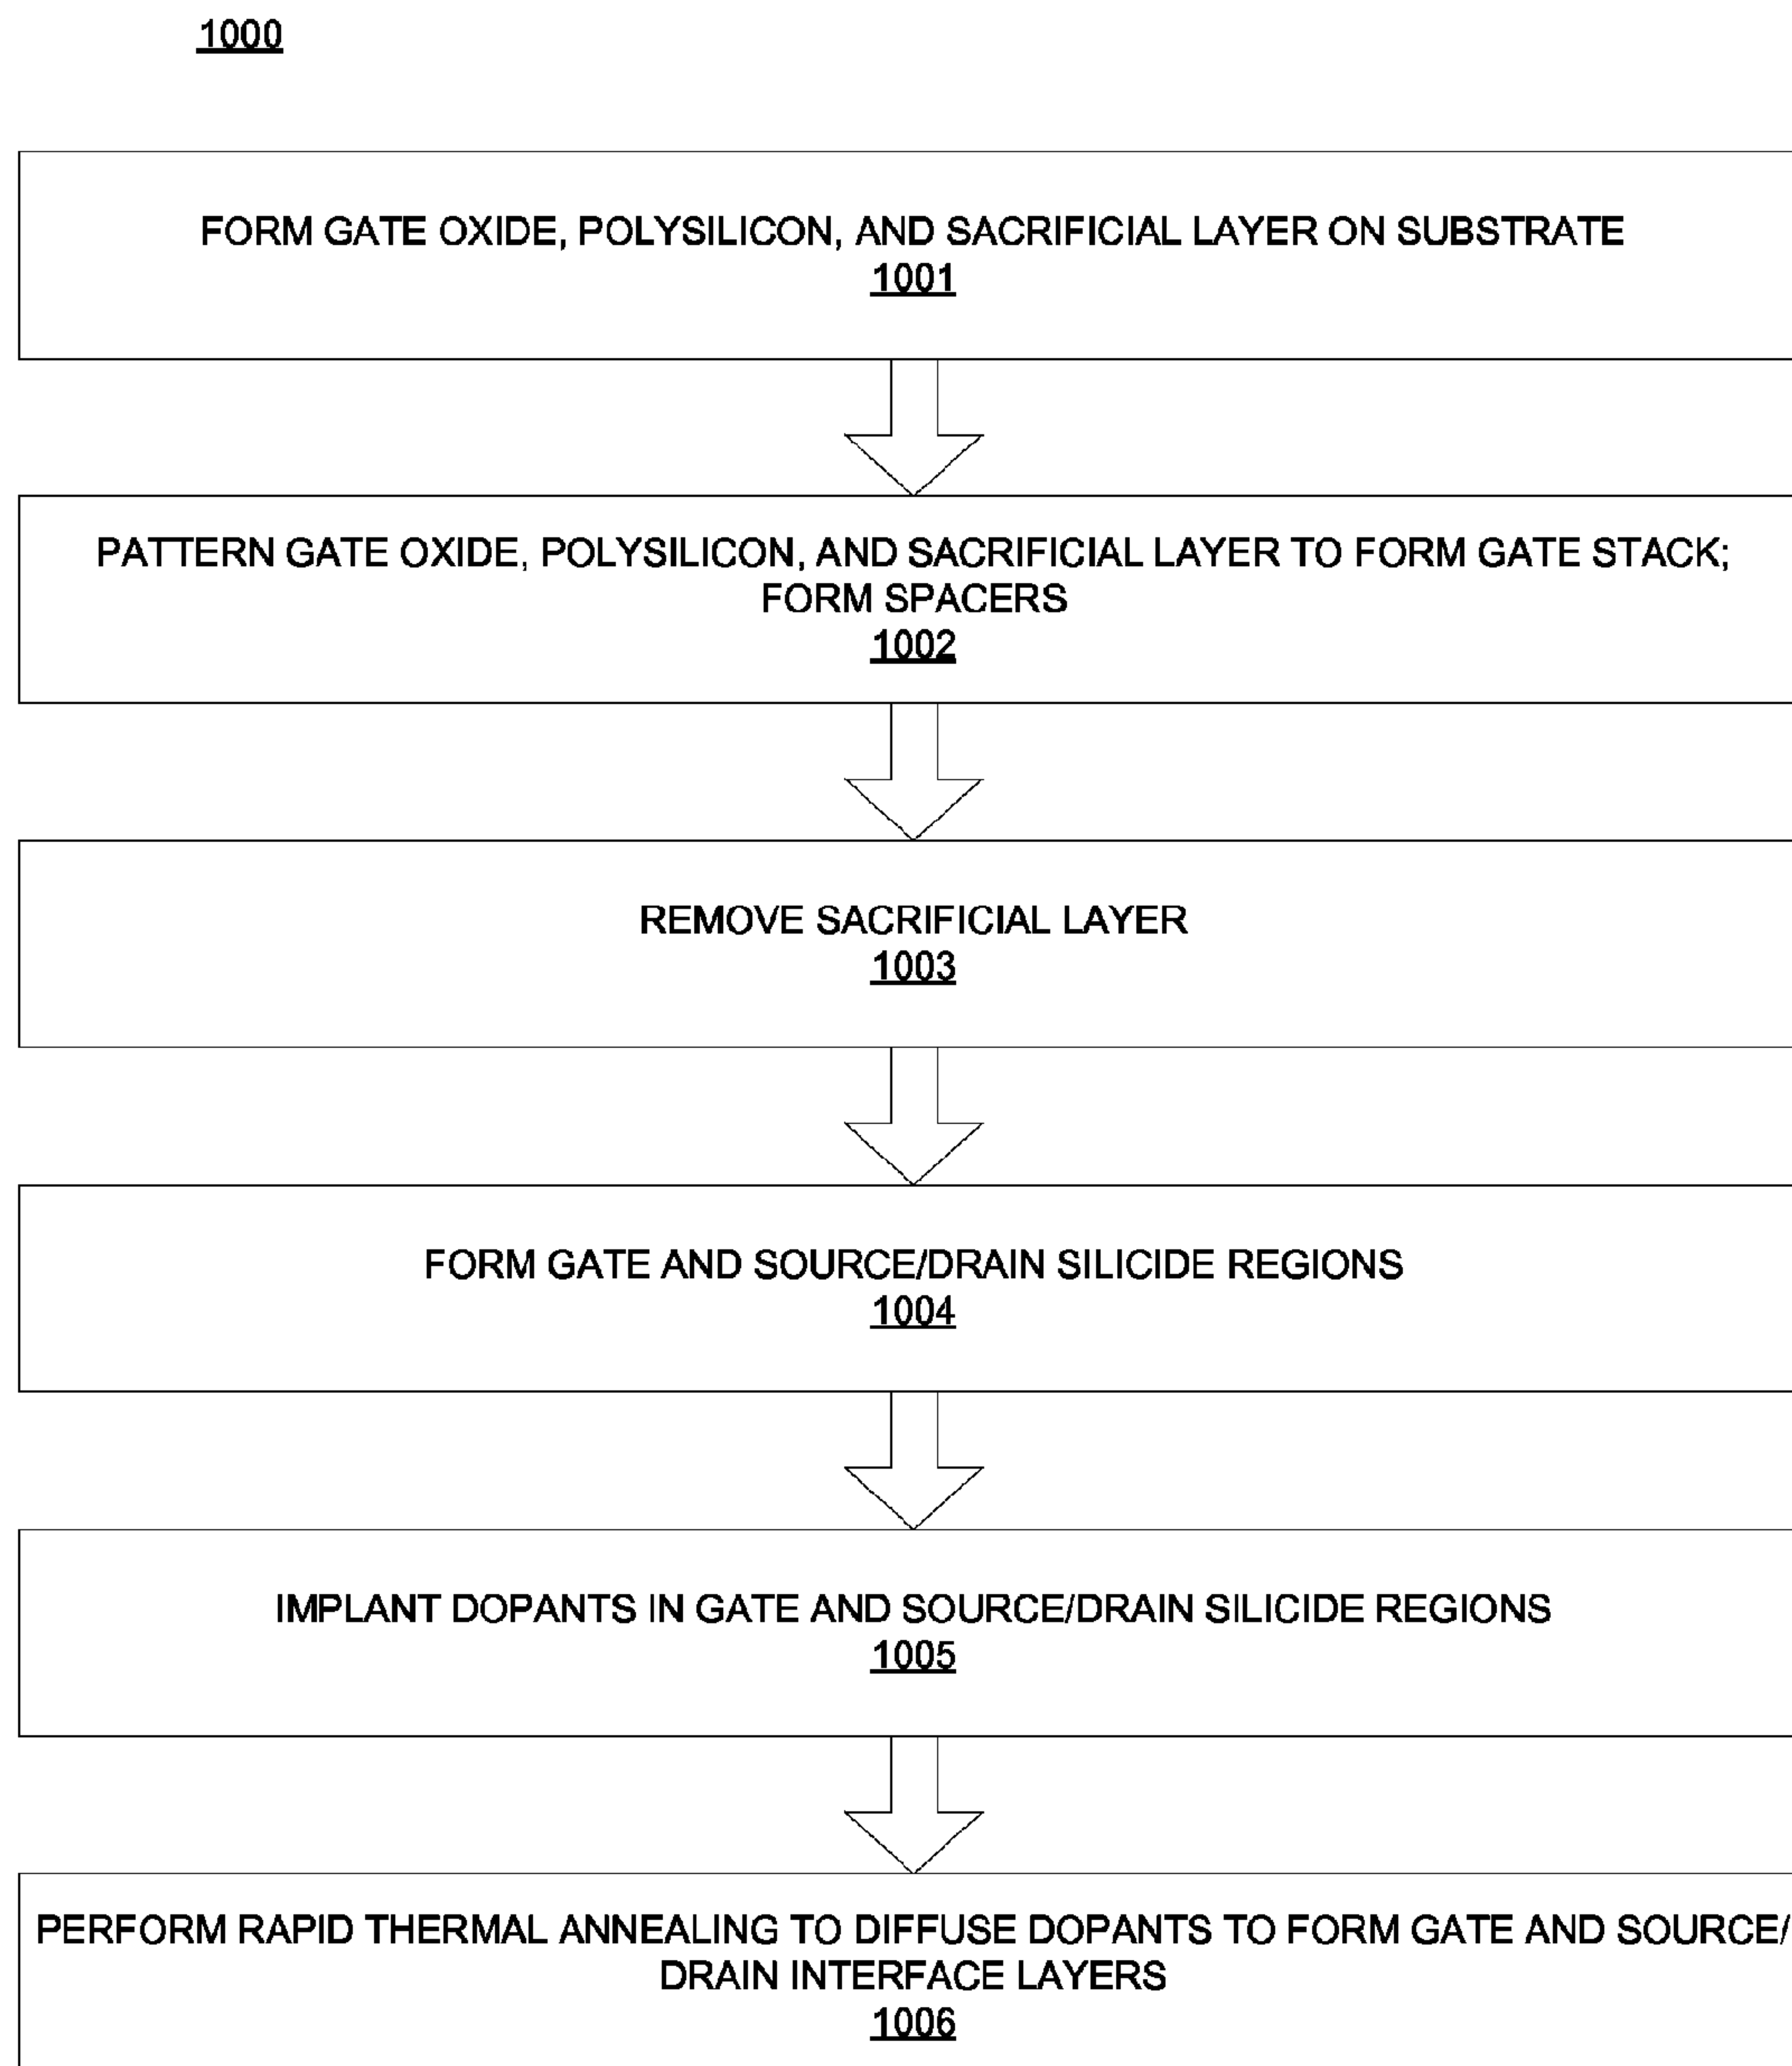 1000
FORM GATE OXIDE, POLYSILICON, AND SACRIFICIAL LAYER ON SUBSTRATE
1001
PATTERN GATE OXIDE, POLYSILICON, AND SACRIFICIAL LAYER TO FORM GATE STACK;
FORM SPACERS
1002
REMOVE SACRIFICIAL LAYER
1003
FORM GATE AND SOURCE/DRAIN SILICIDE REGIONS
1004
IMPLANT DOPANTS IN GATE AND SOURCE/DRAIN SILICIDE REGIONS
1005
PERFORM RAPID THERMAL ANNEALING TO DIFFUSE DOPANTS TO FORM GATE AND SOURCE/
DRAIN INTERFACE LAYERS
1006